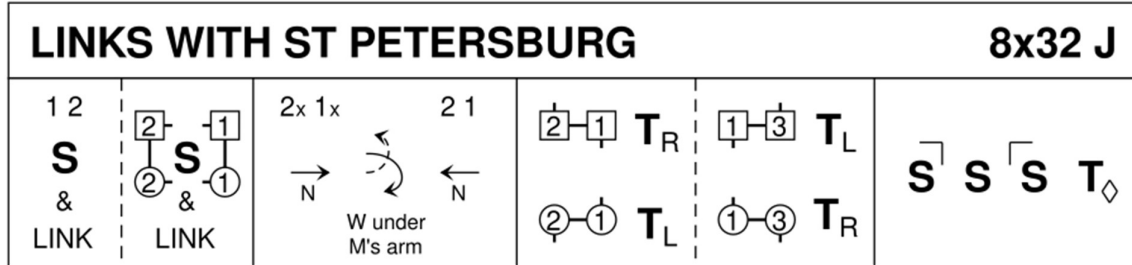 LINKS WITH ST PETERSBURG 8x32 J
1 2
S
&
LINK
2 1
S
2 1
&
LINK
2x 1x 2 1
N N
W under
M's arm
2 1 TR
2 1 TL
1 3 TL
1 3 TR
S S S T◊